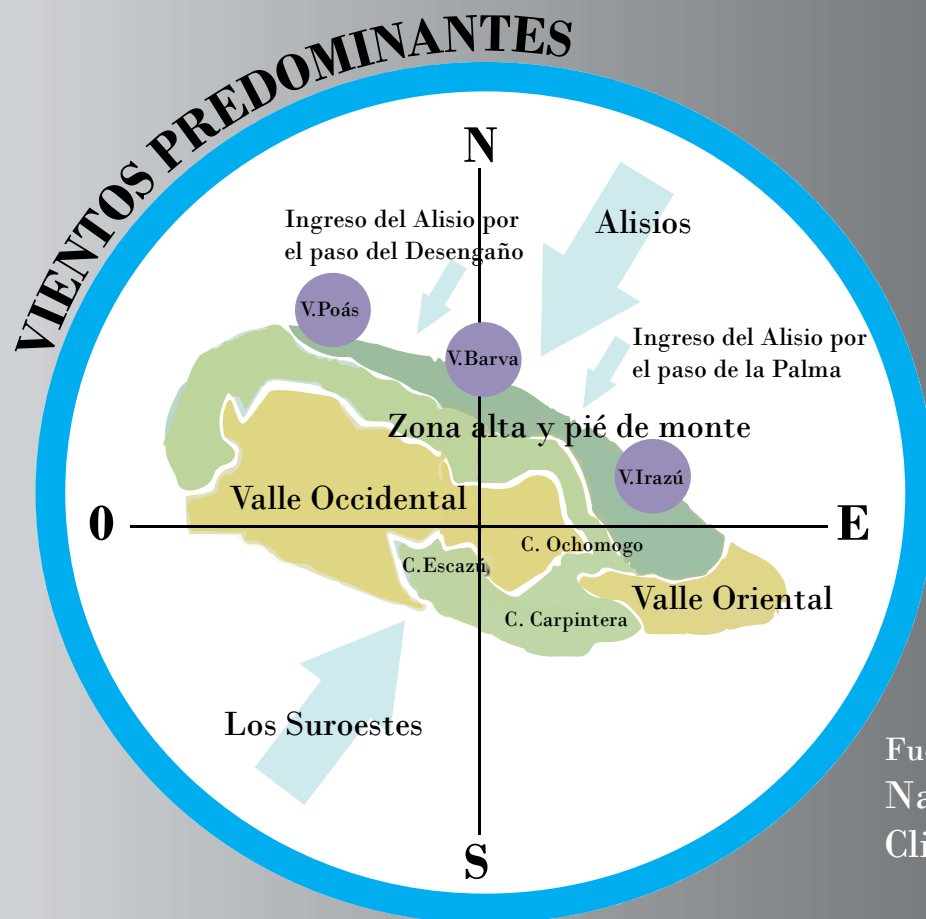 VIENTOS PREDOMINANTES
N
Ingreso del Alisio por
el paso del Desengaño
Alisios
V.Poás
V.Barva
Ingreso del Alisio por
el paso de la Palma
Zona alta y pié de monte
V.Irazú
Valle Occidental
O
E
C. Ochomogo
C.Escazú
Valle Oriental
C. Carpintera
Los Suroestes
S